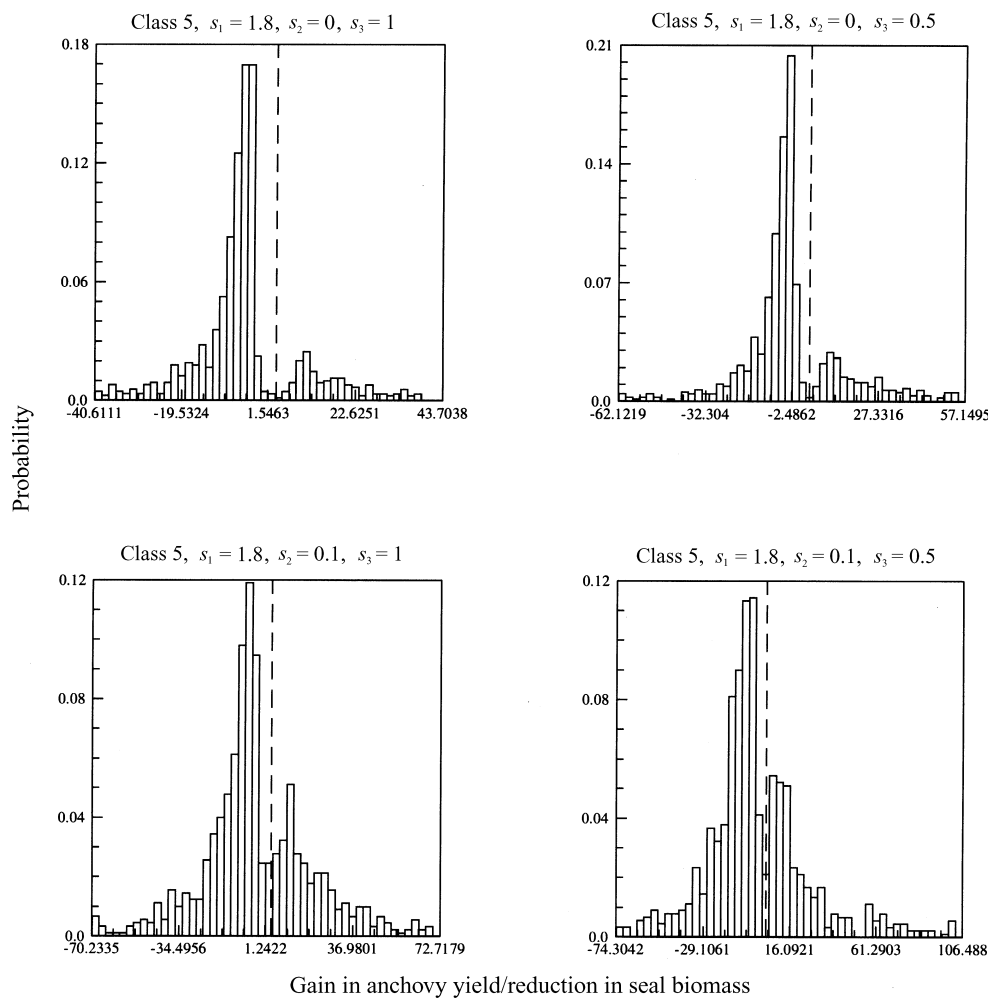 Class 5, s₁ = 1.8, s₂ = 0, s₃ = 1
0.18
0.12
0.06
0.0
-40.6111 -19.5324 1.5463 22.6251 43.7038
Class 5, s₁ = 1.8, s₂ = 0, s₃ = 0.5
0.21
0.14
0.07
0.0
-62.1219 -32.304 -2.4862 27.3316 57.1495
Probability
Class 5, s₁ = 1.8, s₂ = 0.1, s₃ = 1
0.12
0.08
0.04
0.0
-70.2335 -34.4956 1.2422 36.9801 72.7179
Class 5, s₁ = 1.8, s₂ = 0.1, s₃ = 0.5
0.12
0.08
0.04
0.0
-74.3042 -29.1061 16.0921 61.2903 106.488
Gain in anchovy yield/reduction in seal biomass